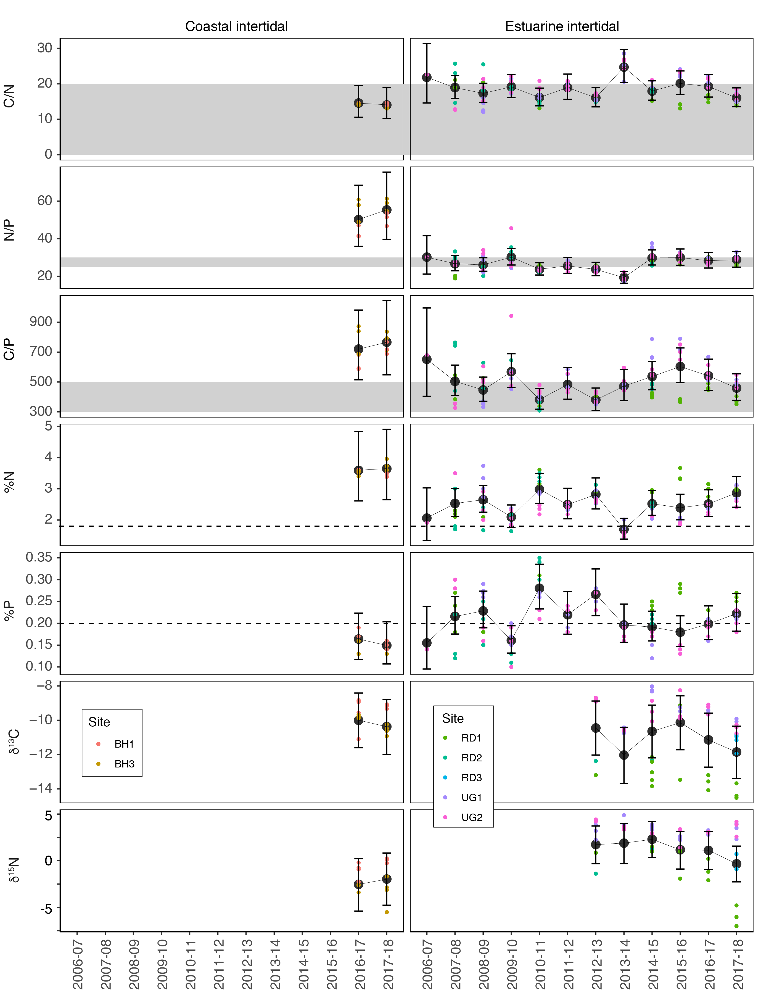 Coastal intertidal
Estuarine intertidal
C/N
30
20
10
0
N/P
60
40
20
C/P
900
700
500
300
%N
5
4
3
2
%P
0.35
0.30
0.25
0.20
0.15
0.10
δ¹³C
−8
−10
−12
−14
Site
BH1
BH3
Site
RD1
RD2
RD3
UG1
UG2
δ¹⁵N
5
0
-5
2006-07
2007-08
2008-09
2009-10
2010-11
2011-12
2012-13
2013-14
2014-15
2015-16
2016-17
2017-18
2006-07
2007-08
2008-09
2009-10
2010-11
2011-12
2012-13
2013-14
2014-15
2015-16
2016-17
2017-18